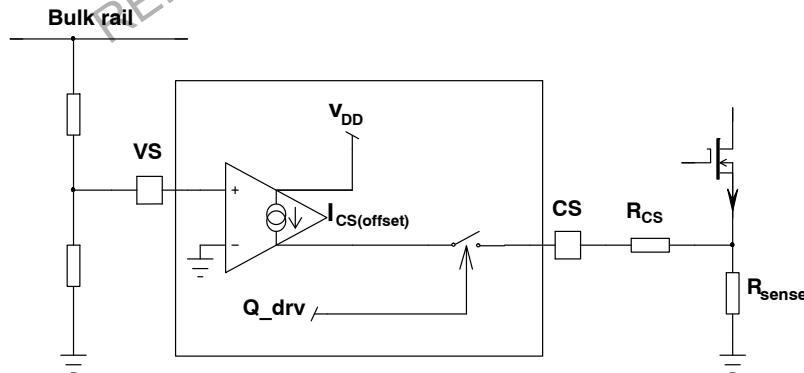 Bulk rail
VS
VDD
ICS(offset)
CS
RCS
Q_drv
Rsense